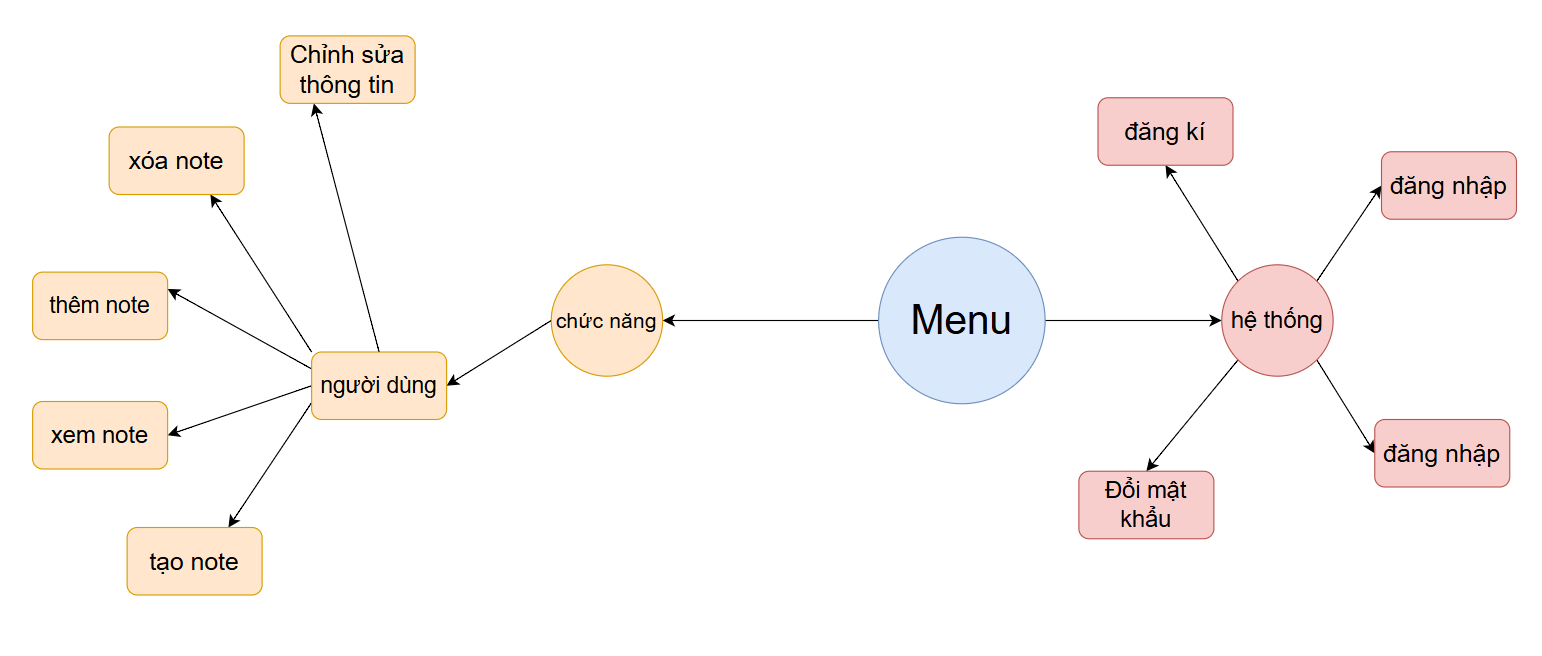 Chỉnh sửa
thông tin
xóa note
thêm note
xem note
tạo note
người dùng
chức năng
Menu
hệ thống
đăng kí
đăng nhập
đăng nhập
Đổi mật
khẩu